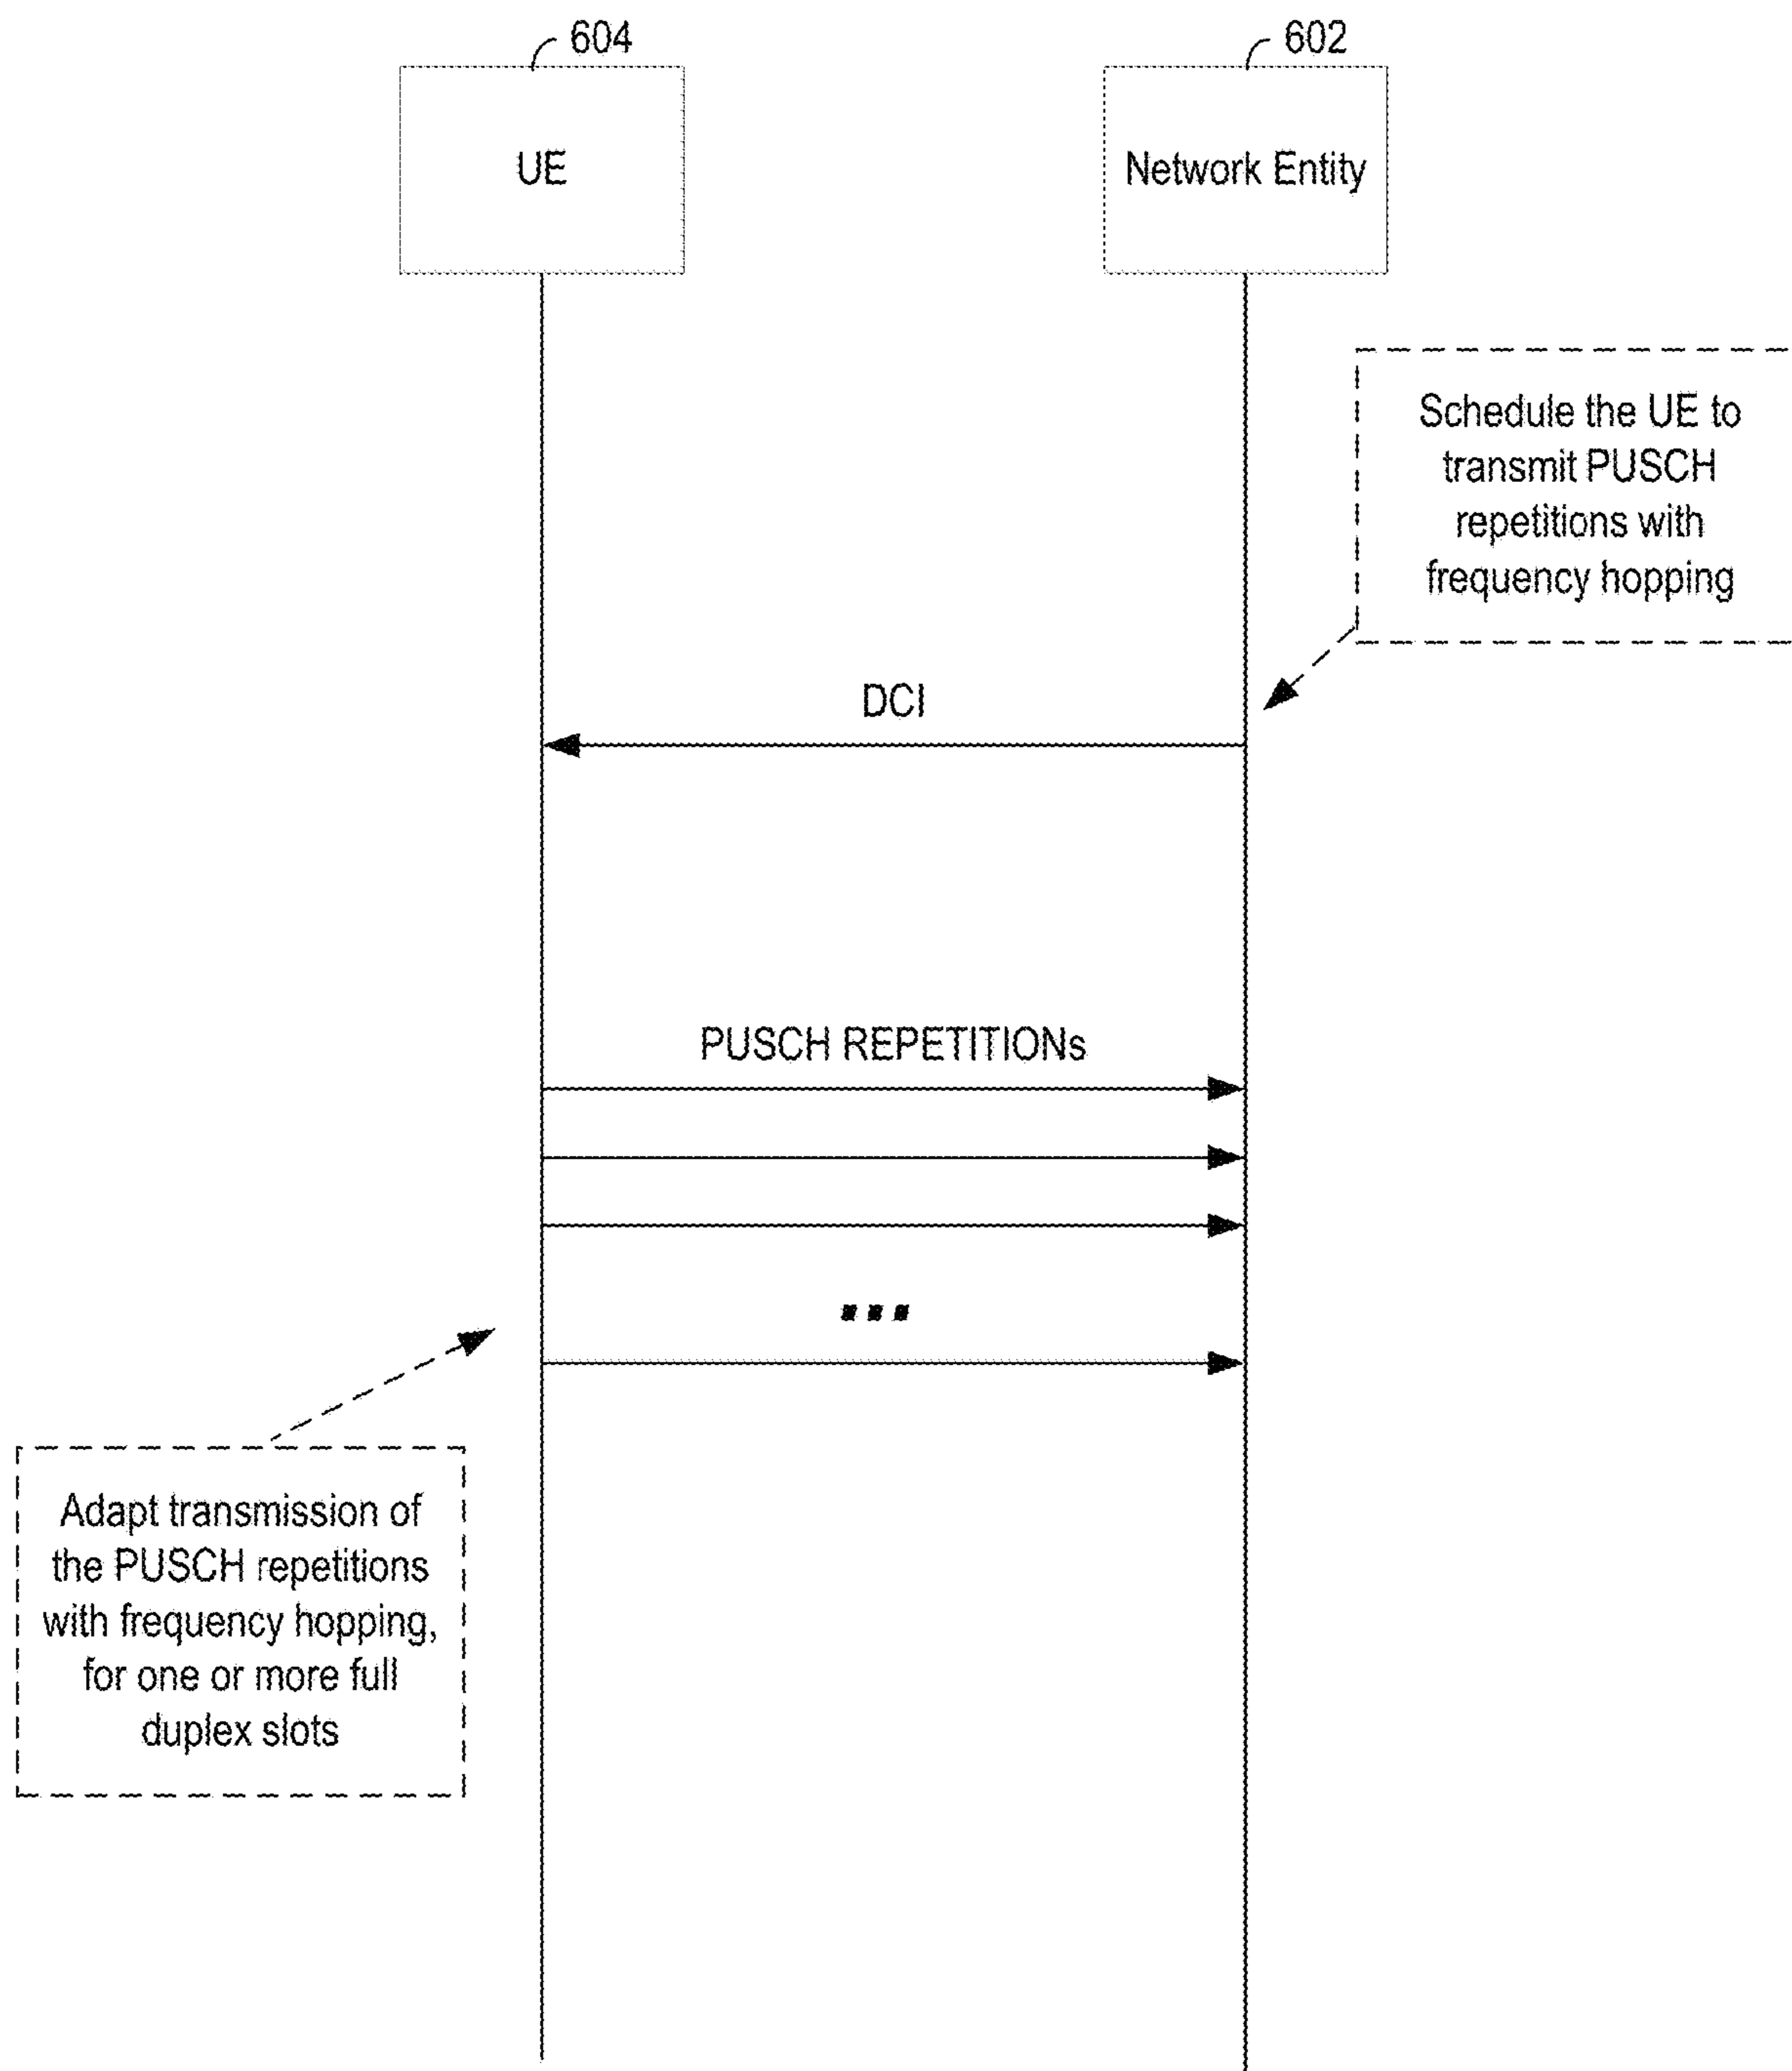 604
602
UE
Network Entity
Schedule the UE to
transmit PUSCH
repetitions with
frequency hopping
DCI
PUSCH REPETITIONs
...
Adapt transmission of
the PUSCH repetitions
with frequency hopping,
for one or more full
duplex slots